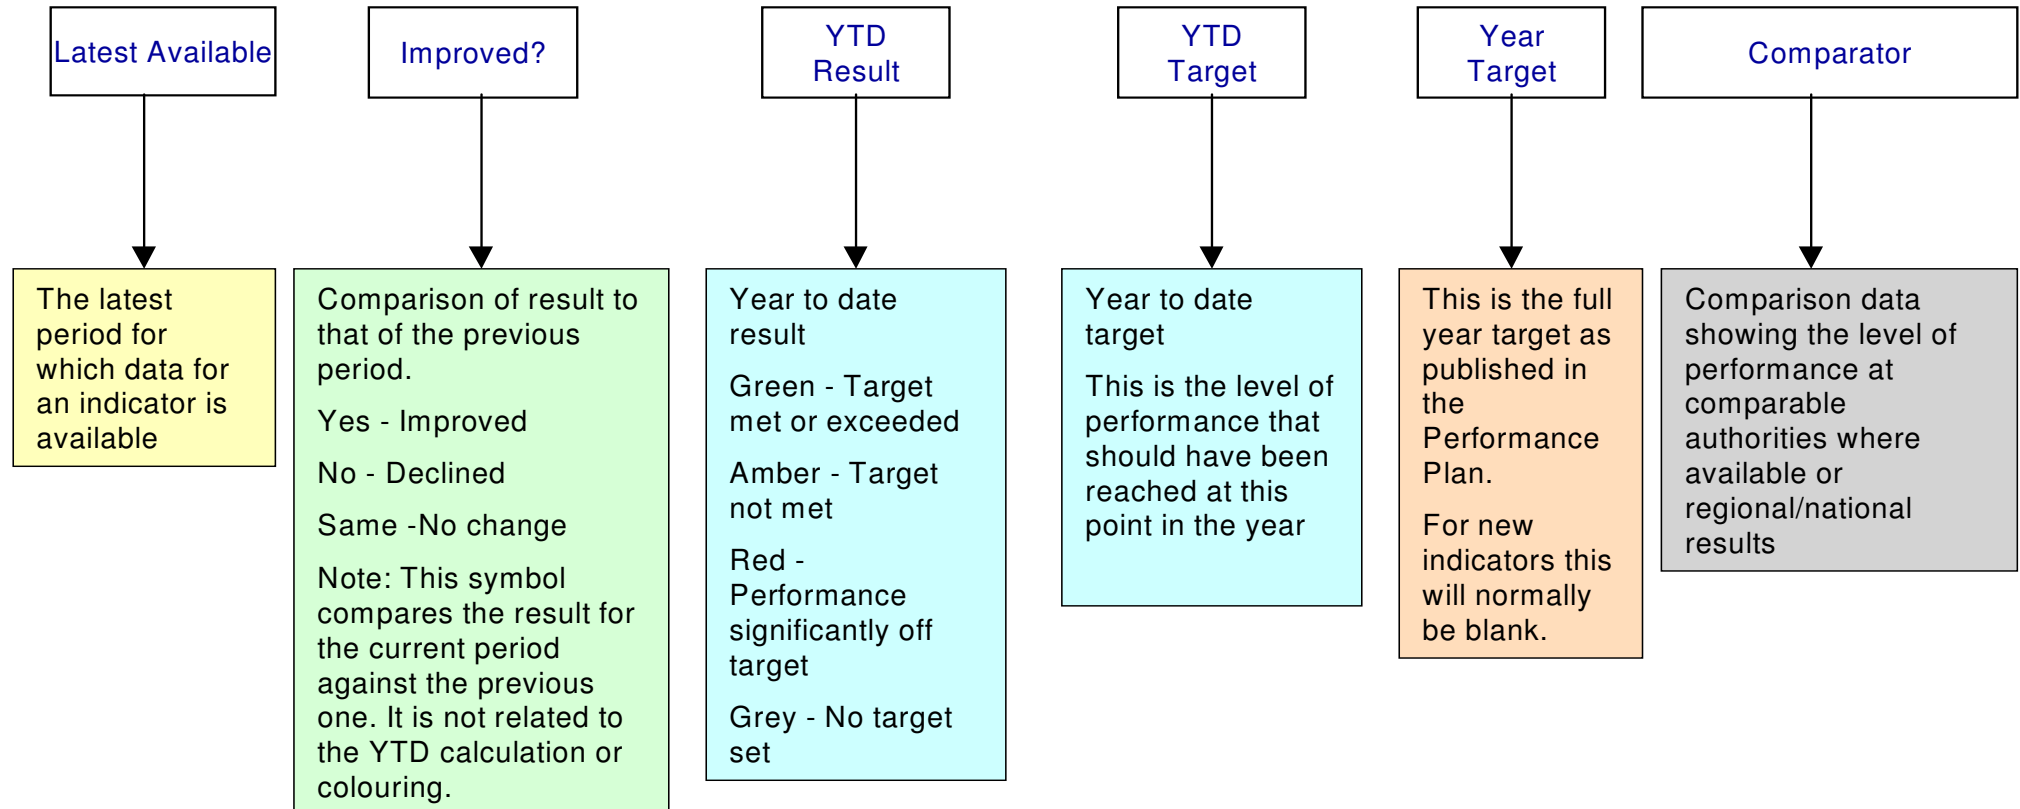 Latest Available
Improved?
YTD
Result
YTD
Target
Year
Target
Comparator
The latest
period for
which data for
an indicator is
available
Comparison of result to
that of the previous
period.
Yes - Improved
No - Declined
Same -No change
Note: This symbol
compares the result for
the current period
against the previous
one. It is not related to
the YTD calculation or
colouring.
Year to date
result
Green - Target
met or exceeded
Amber - Target
not met
Red -
Performance
significantly off
target
Grey - No target
set
Year to date
target
This is the level of
performance that
should have been
reached at this
point in the year
This is the full
year target as
published in
the
Performance
Plan.
For new
indicators this
will normally
be blank.
Comparison data
showing the level of
performance at
comparable
authorities where
available or
regional/national
results